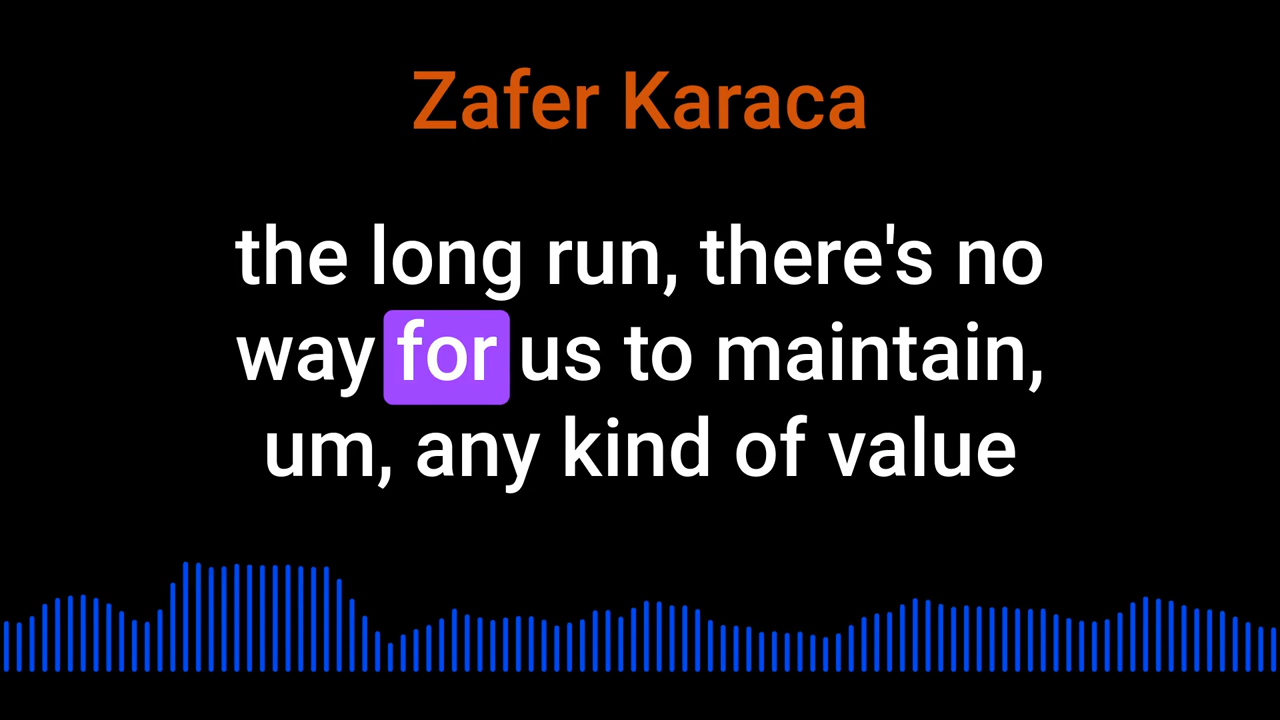 Zafer Karaca
the long run, there's no
way for us to maintain,
um, any kind of value